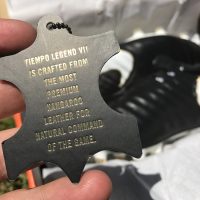 TIEMPO LEGEND VII
IS CRAFTED FROM
THE MOST
PREMIUM
KANGAROO
LEATHER FOR
NATURAL COMMAND
OF THE GAME.